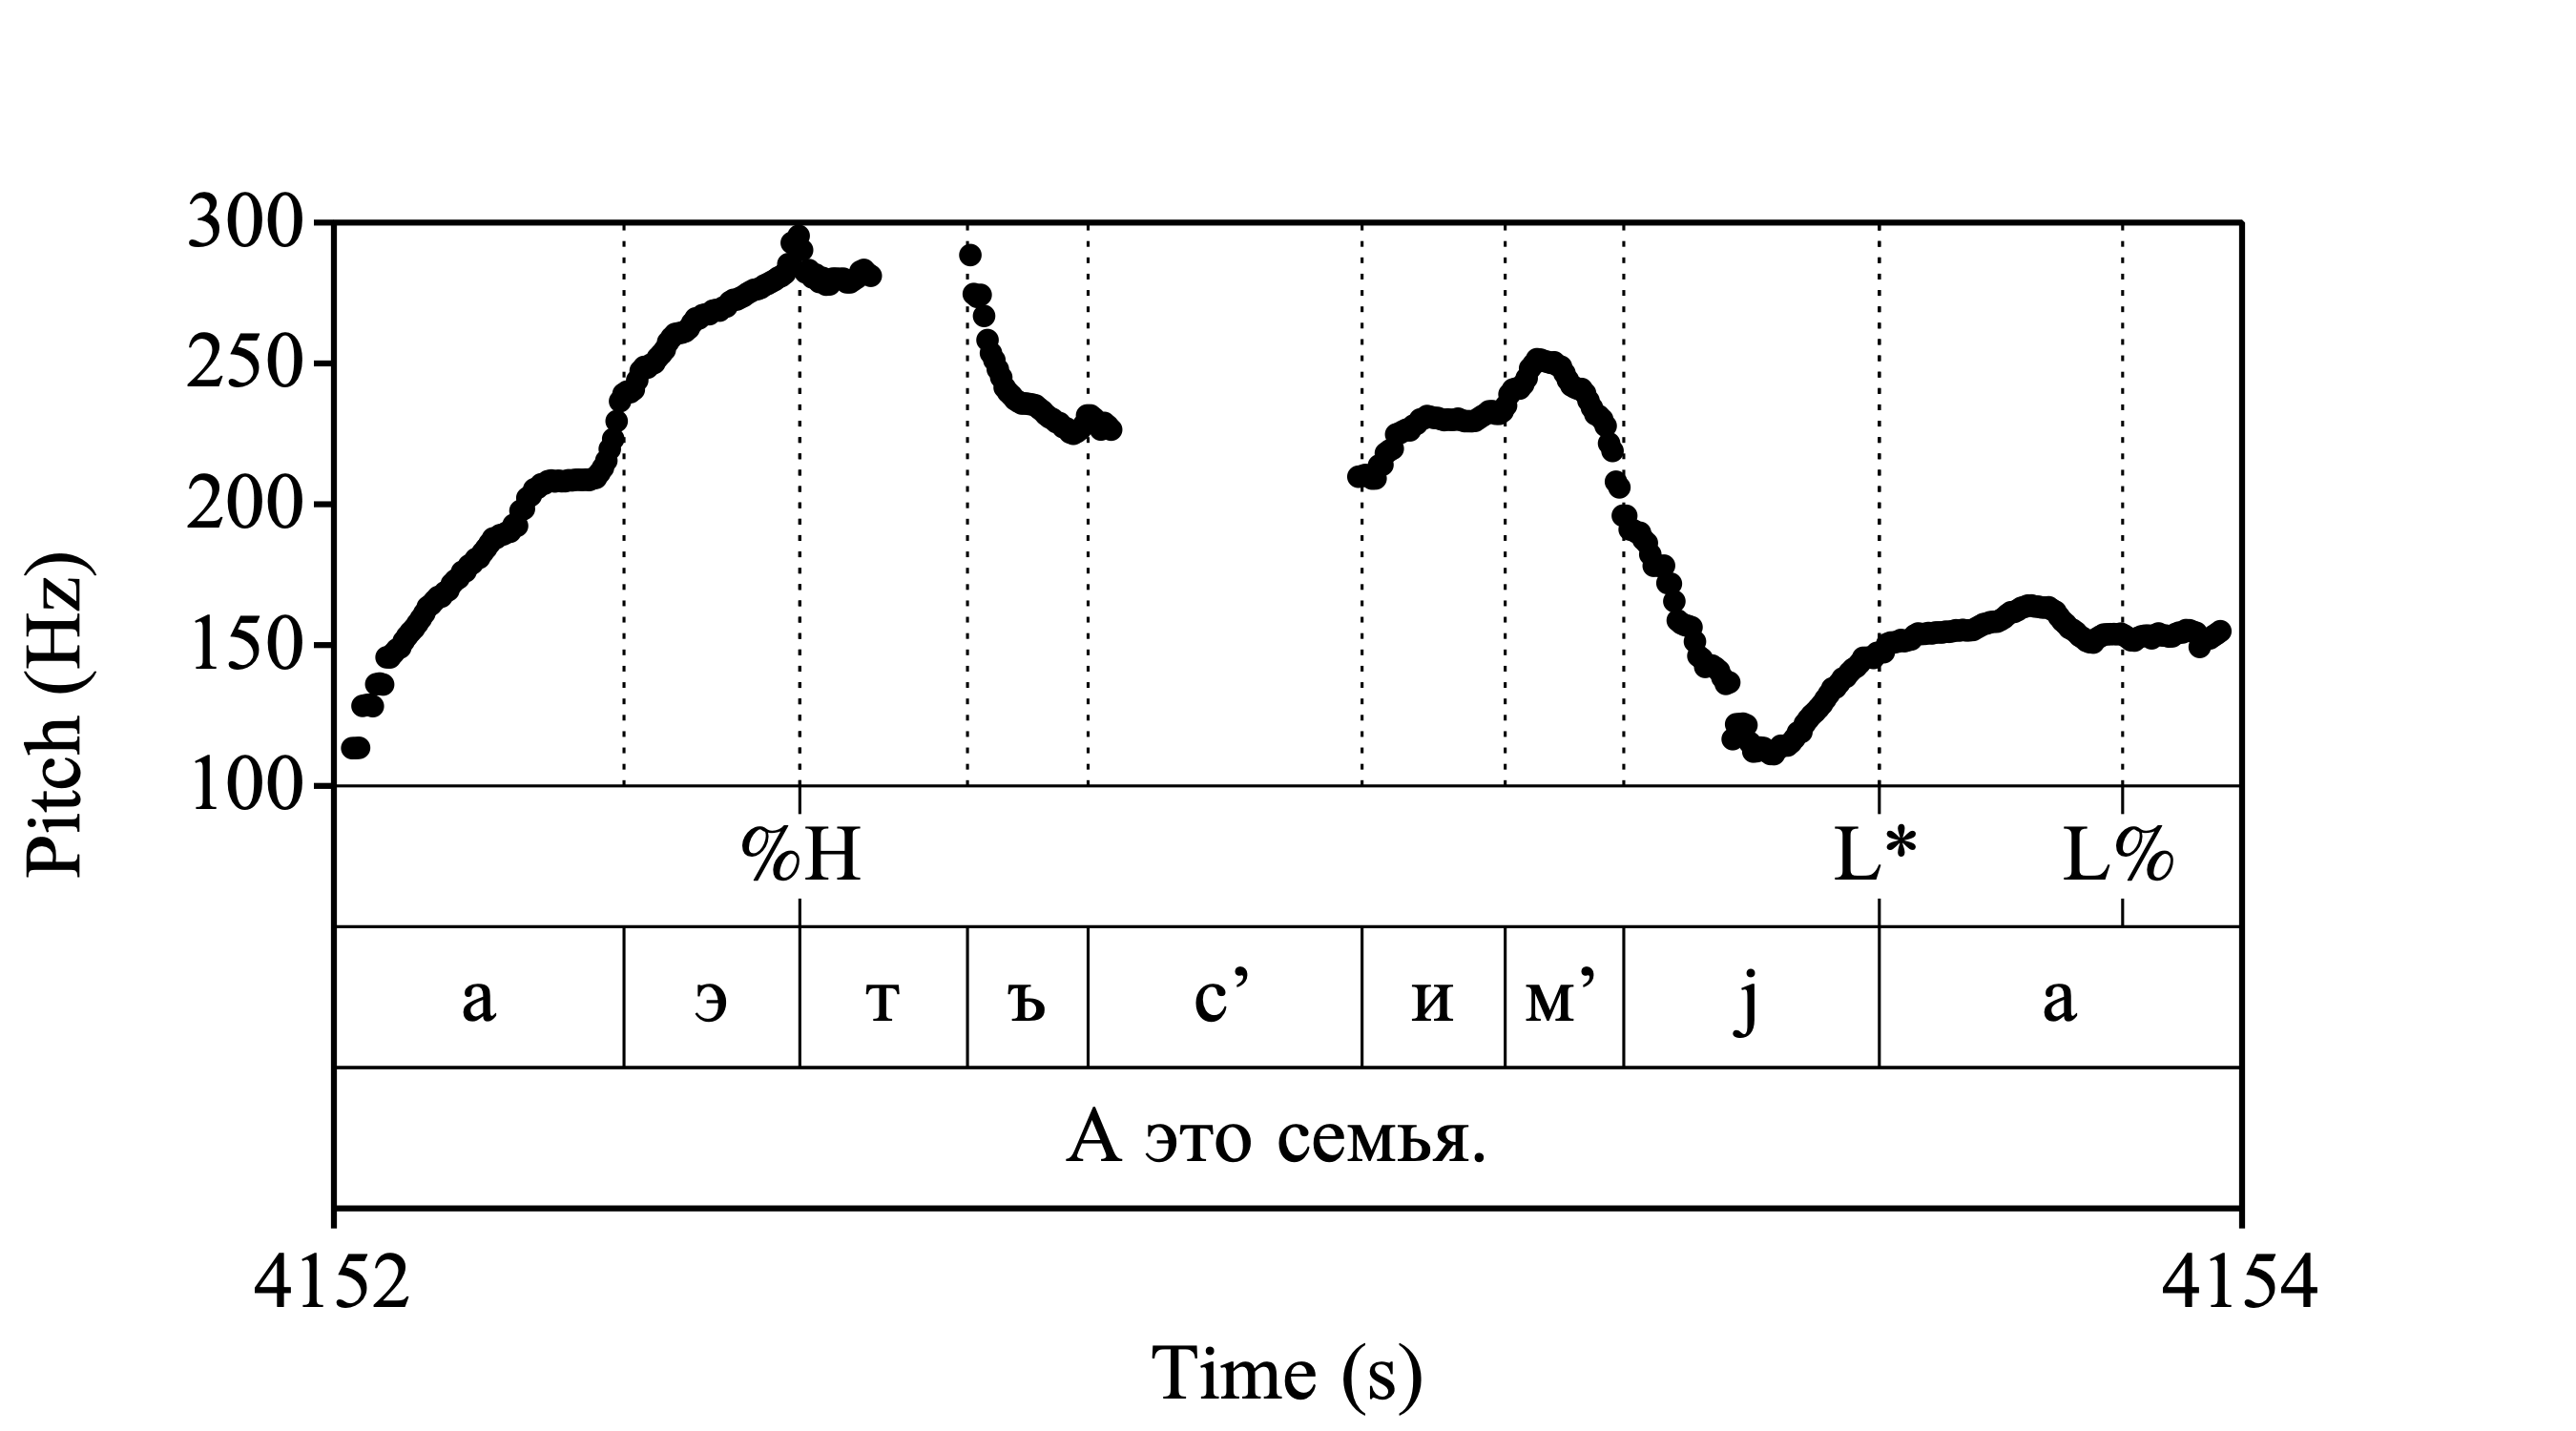 300
250
200
150
100
Pitch (Hz)
%H L* L%
а э т ъ с’ и м’ j а
А это семья.
4152 4154
Time (s)